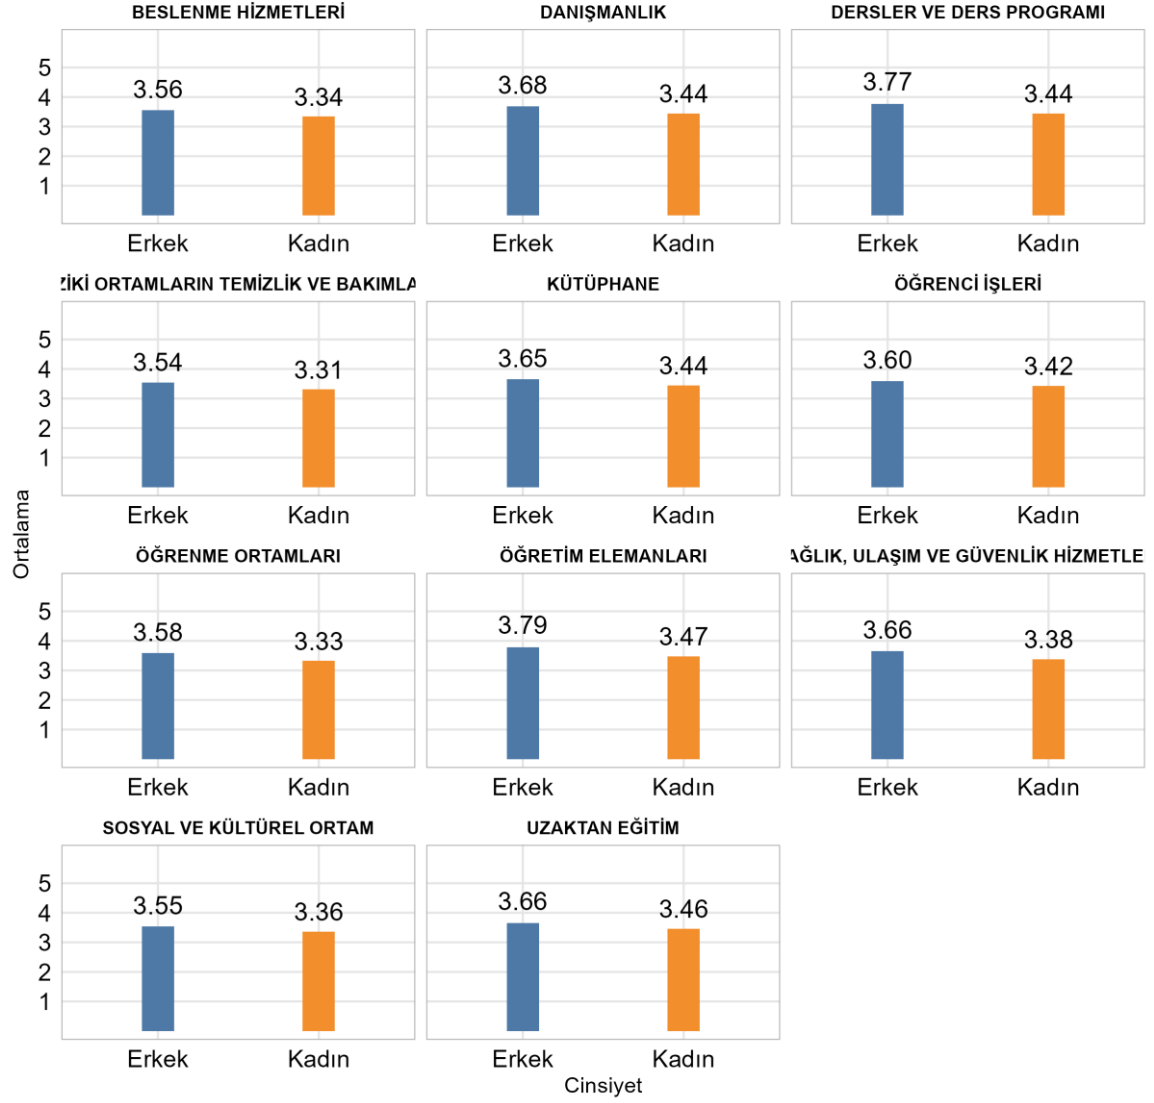 BESLENME HİZMETLERİ
DANIŞMANLIK
DERSLER VE DERS PROGRAMI
5
4
3
2
1
3.56
3.34
3.68
3.44
3.77
3.44
Erkek
Kadın
Erkek
Kadın
Erkek
Kadın
ZİKİ ORTAMLARIN TEMİZLİK VE BAKIMLA
KÜTÜPHANE
ÖĞRENCİ İŞLERİ
5
4
3
2
1
3.54
3.31
3.65
3.44
3.60
3.42
Erkek
Kadın
Erkek
Kadın
Erkek
Kadın
Ortalama
ÖĞRENME ORTAMLARI
ÖĞRETİM ELEMANLARI
AĞLIK, ULAŞIM VE GÜVENLİK HİZMETLE
5
4
3
2
1
3.58
3.33
3.79
3.47
3.66
3.38
Erkek
Kadın
Erkek
Kadın
Erkek
Kadın
SOSYAL VE KÜLTÜREL ORTAM
UZAKTAN EĞİTİM
5
4
3
2
1
3.55
3.36
3.66
3.46
Erkek
Kadın
Erkek
Kadın
Cinsiyet